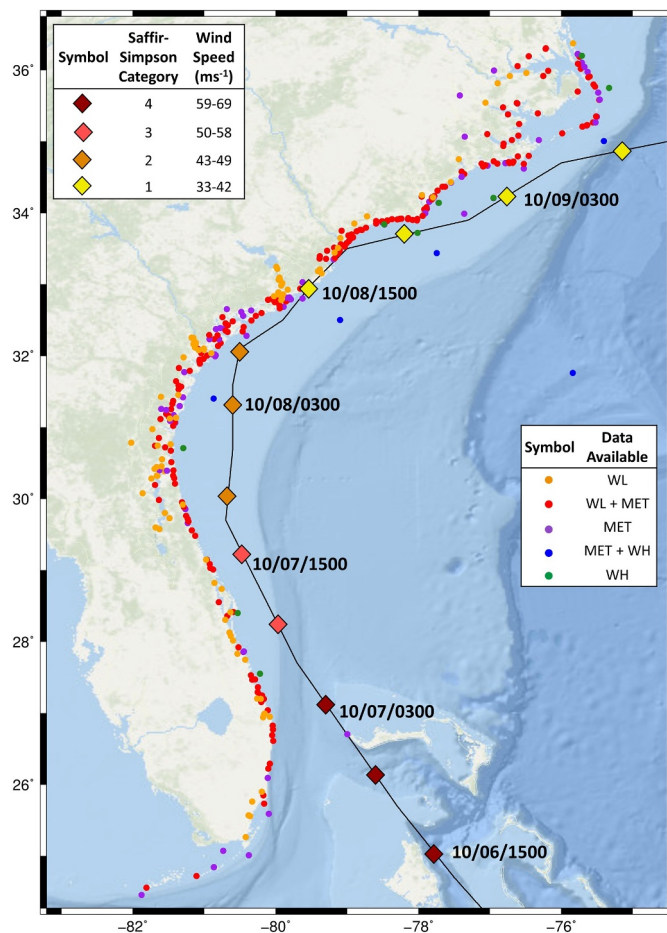 Symbol Saffir-Simpson Category Wind Speed (ms⁻¹)
4 59-69
3 50-58
2 43-49
1 33-42
36°
34°
32°
30°
28°
26°
10/09/0300
10/08/1500
10/08/0300
10/07/1500
10/07/0300
10/06/1500
Symbol Data Available
WL
WL + MET
MET
MET + WH
WH
−82° −80° −78° −76°